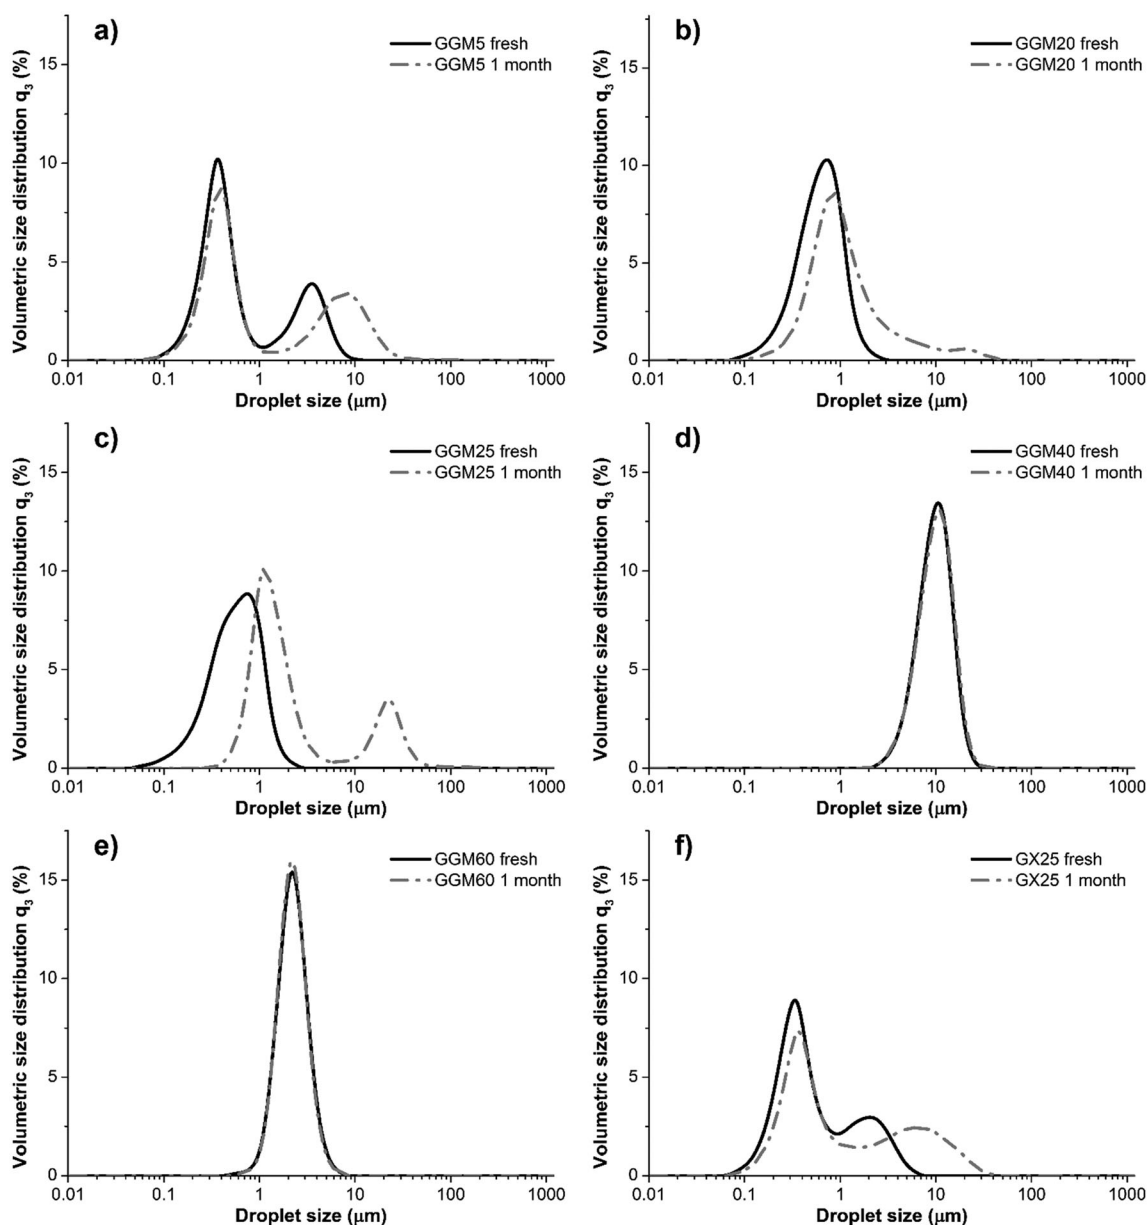 a)
GGM5 fresh
GGM5 1 month
Volumetric size distribution q3 (%)
15
10
5
0
0.01 0.1 1 10 100 1000
Droplet size (μm)
b)
GGM20 fresh
GGM20 1 month
Volumetric size distribution q3 (%)
15
10
5
0
0.01 0.1 1 10 100 1000
Droplet size (μm)
c)
GGM25 fresh
GGM25 1 month
Volumetric size distribution q3 (%)
15
10
5
0
0.01 0.1 1 10 100 1000
Droplet size (μm)
d)
GGM40 fresh
GGM40 1 month
Volumetric size distribution q3 (%)
15
10
5
0
0.01 0.1 1 10 100 1000
Droplet size (μm)
e)
GGM60 fresh
GGM60 1 month
Volumetric size distribution q3 (%)
15
10
5
0
0.01 0.1 1 10 100 1000
Droplet size (μm)
f)
GX25 fresh
GX25 1 month
Volumetric size distribution q3 (%)
15
10
5
0
0.01 0.1 1 10 100 1000
Droplet size (μm)